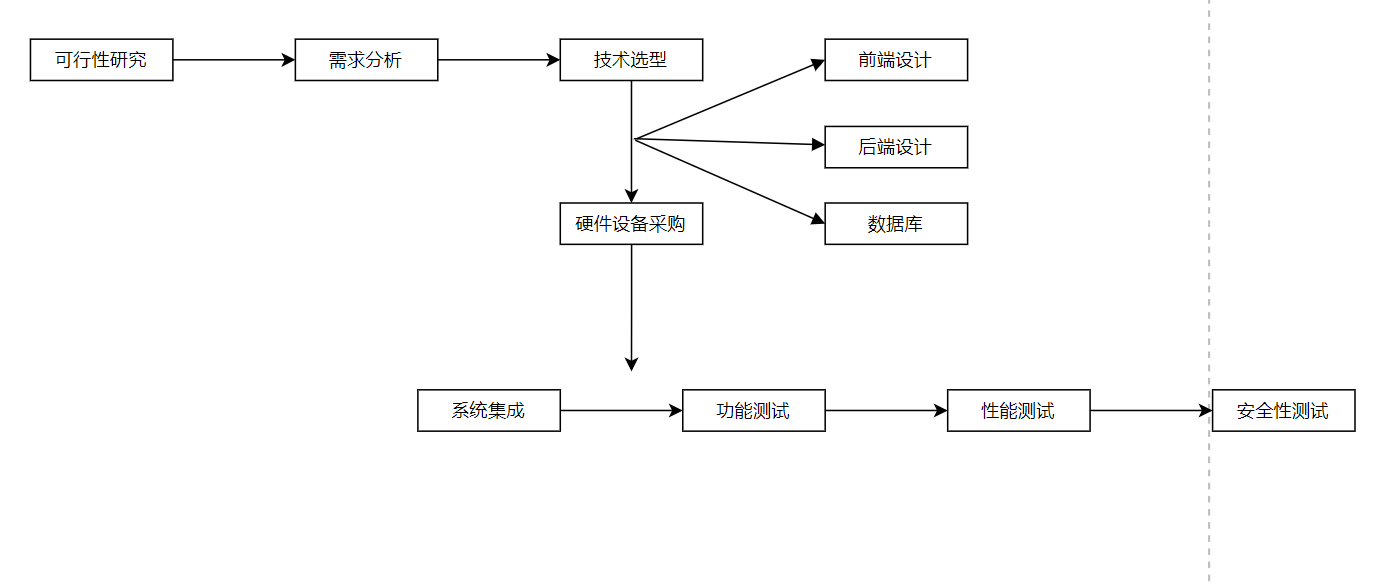 可行性研究
需求分析
技术选型
前端设计
后端设计
硬件设备采购
数据库
系统集成
功能测试
性能测试
安全性测试